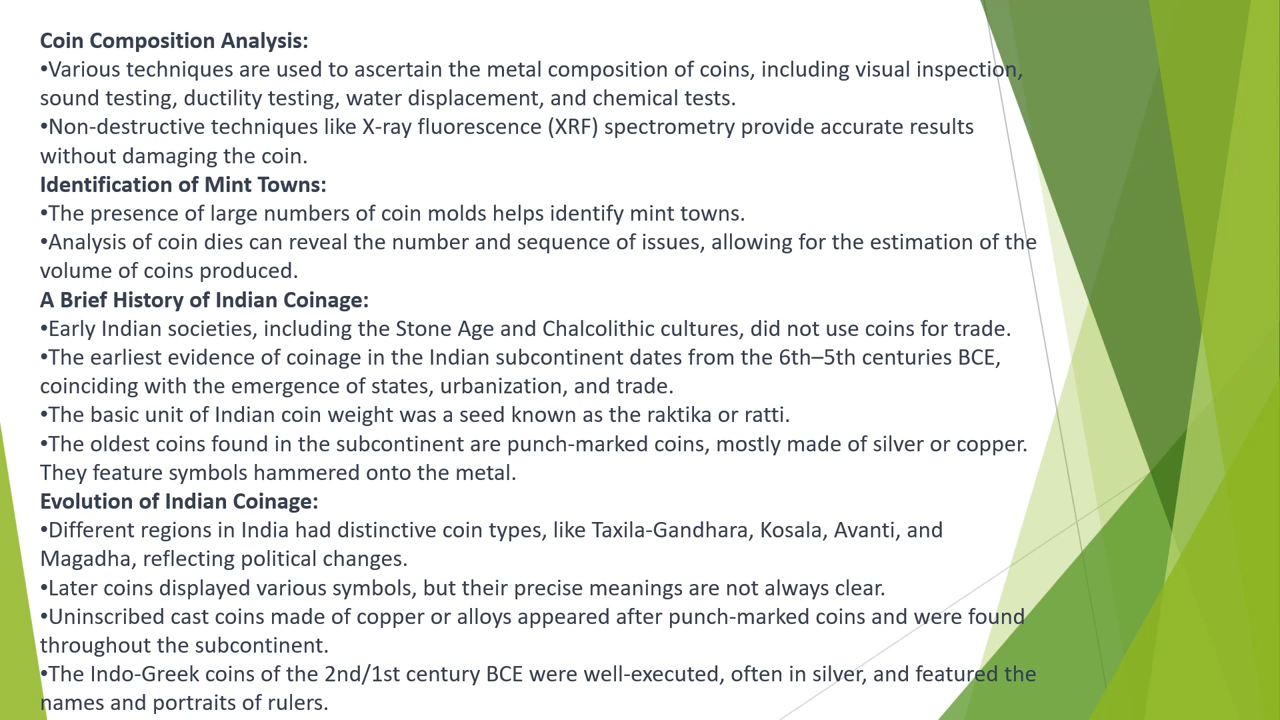 Coin Composition Analysis:
•Various techniques are used to ascertain the metal composition of coins, including visual inspection,
sound testing, ductility testing, water displacement, and chemical tests.
•Non-destructive techniques like X-ray fluorescence (XRF) spectrometry provide accurate results
without damaging the coin.
Identification of Mint Towns:
•The presence of large numbers of coin molds helps identify mint towns.
•Analysis of coin dies can reveal the number and sequence of issues, allowing for the estimation of the
volume of coins produced.
A Brief History of Indian Coinage:
•Early Indian societies, including the Stone Age and Chalcolithic cultures, did not use coins for trade.
•The earliest evidence of coinage in the Indian subcontinent dates from the 6th–5th centuries BCE,
coinciding with the emergence of states, urbanization, and trade.
•The basic unit of Indian coin weight was a seed known as the raktika or ratti.
•The oldest coins found in the subcontinent are punch-marked coins, mostly made of silver or copper.
They feature symbols hammered onto the metal.
Evolution of Indian Coinage:
•Different regions in India had distinctive coin types, like Taxila-Gandhara, Kosala, Avanti, and
Magadha, reflecting political changes.
•Later coins displayed various symbols, but their precise meanings are not always clear.
•Uninscribed cast coins made of copper or alloys appeared after punch-marked coins and were found
throughout the subcontinent.
•The Indo-Greek coins of the 2nd/1st century BCE were well-executed, often in silver, and featured the
names and portraits of rulers.